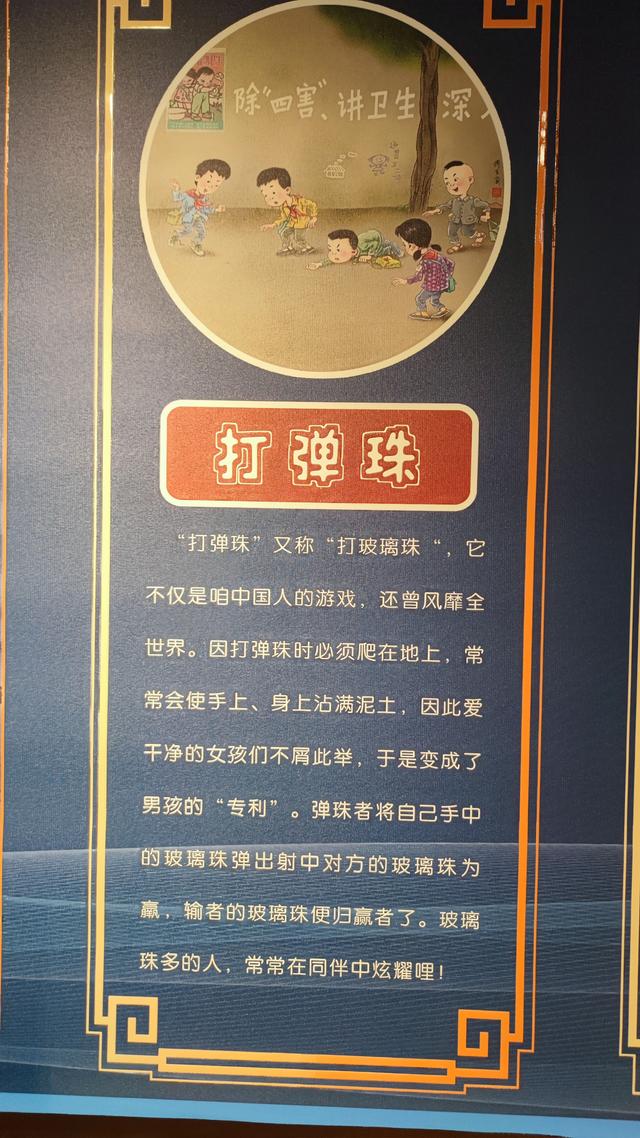 除“四害”、讲卫生 深
打弹珠
“打弹珠”又称“打玻璃珠“，它
不仅是咱中国人的游戏，还曾风靡全
世界。因打弹珠时必须爬在地上，常
常会使手上、身上沾满泥土，因此爱
干净的女孩们不屑此举，于是变成了
男孩的“专利”。弹珠者将自己手中
的玻璃珠弹出射中对方的玻璃珠为
赢，输者的玻璃珠便归赢者了。玻璃
珠多的人，常常在同伴中炫耀哩！